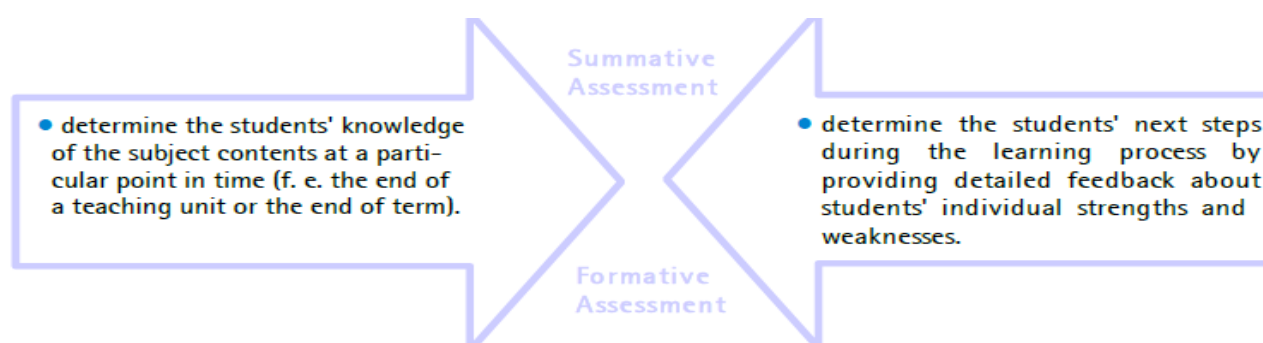 Summative
Assessment
• determine the students' knowledge
of the subject contents at a parti-
cular point in time (f. e. the end of
a teaching unit or the end of term).
• determine the students' next steps
during the learning process by
providing detailed feedback about
students' individual strengths and
weaknesses.
Formative
Assessment